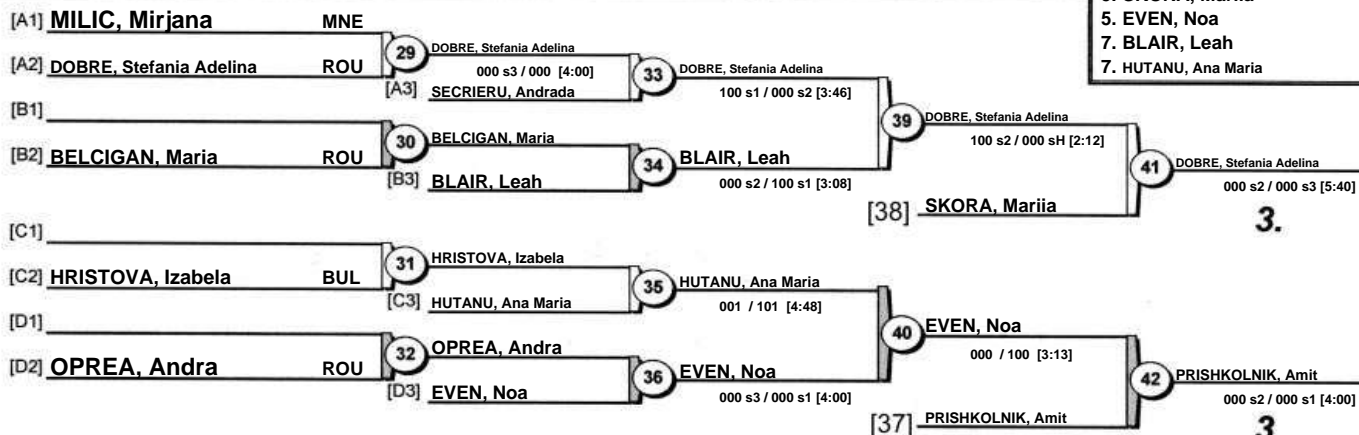 5. EVEN, Noa
7. BLAIR, Leah
7. HUTANU, Ana Maria
[A1] MILIC, Mirjana MNE
[A2] DOBRE, Stefania Adelina ROU
29 DOBRE, Stefania Adelina
000 s3 / 000 [4:00]
[A3] SECRIERU, Andrada
33 DOBRE, Stefania Adelina
100 s1 / 000 s2 [3:46]
[B1]
[B2] BELCIGAN, Maria ROU
30 BELCIGAN, Maria
[B3] BLAIR, Leah
34 BLAIR, Leah
000 s2 / 100 s1 [3:08]
39 DOBRE, Stefania Adelina
100 s2 / 000 sH [2:12]
[38] SKORA, Mariia
41 DOBRE, Stefania Adelina
000 s2 / 000 s3 [5:40]
3.
[C1]
[C2] HRISTOVA, Izabela BUL
31 HRISTOVA, Izabela
[C3] HUTANU, Ana Maria
35 HUTANU, Ana Maria
001 / 101 [4:48]
[D1]
[D2] OPREA, Andra ROU
32 OPREA, Andra
[D3] EVEN, Noa
36 EVEN, Noa
000 s3 / 000 s1 [4:00]
40 EVEN, Noa
000 / 100 [3:13]
[37] PRISHKOLNIK, Amit
42 PRISHKOLNIK, Amit
000 s2 / 000 s1 [4:00]
3